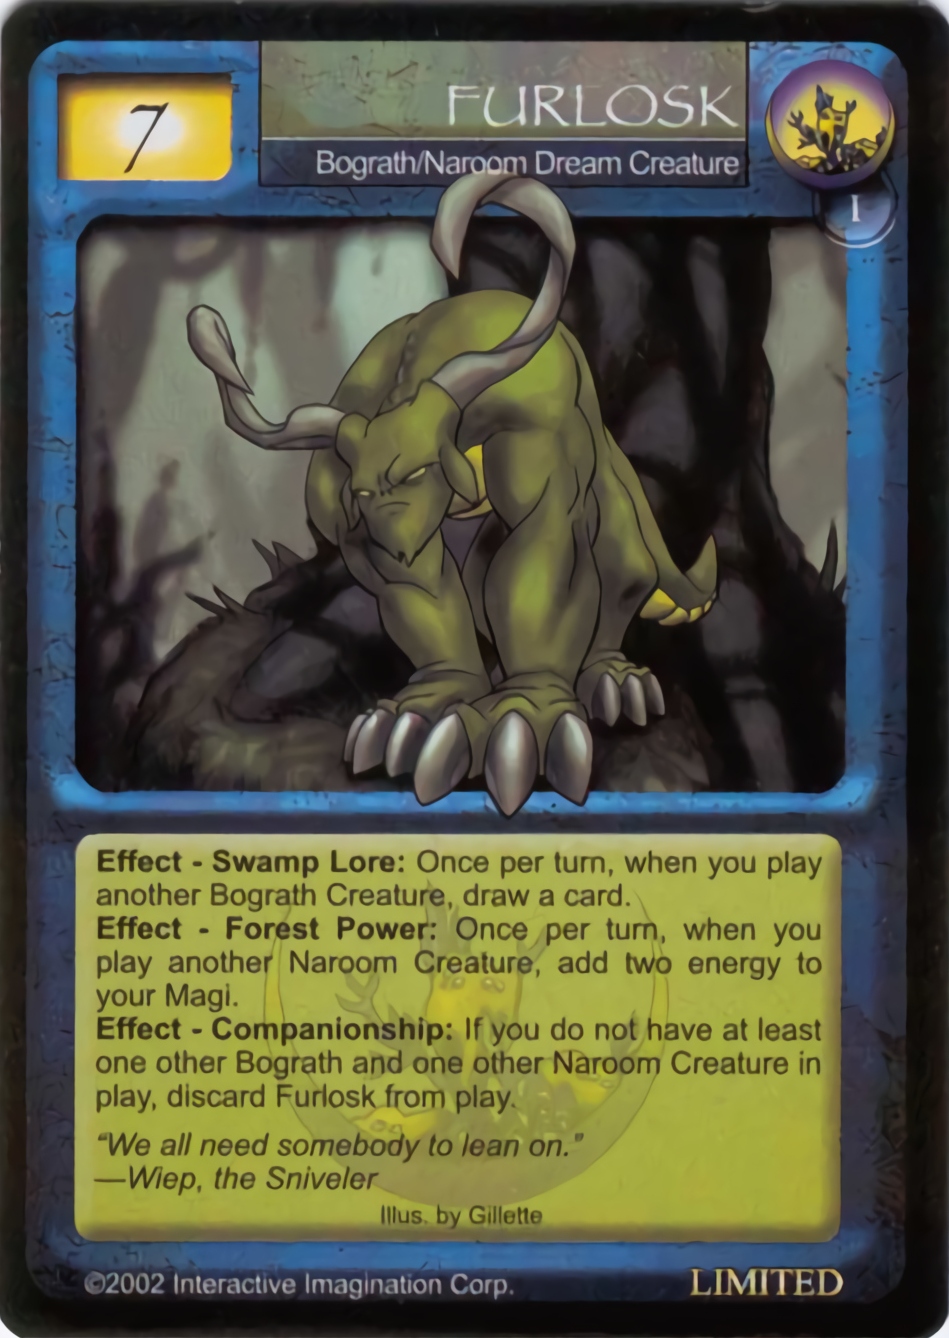 7
FURLOSK
Bograth/Naroom Dream Creature
I
Effect - Swamp Lore: Once per turn, when you play
another Bograth Creature, draw a card.
Effect - Forest Power: Once per turn, when you
play another Naroom Creature, add two energy to
your Magi.
Effect - Companionship: If you do not have at least
one other Bograth and one other Naroom Creature in
play, discard Furlosk from play.
“We all need somebody to lean on.”
—Wiep, the Sniveler
Illus. by Gillette
©2002 Interactive Imagination Corp.
LIMITED